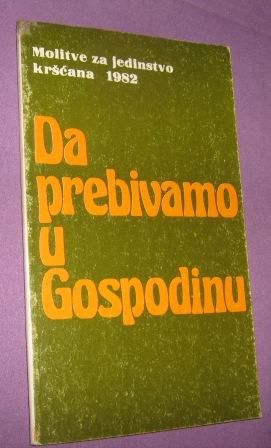 Molitve za jedinstvo
kršćana 1982
Da
prebivamo
u
Gospodinu